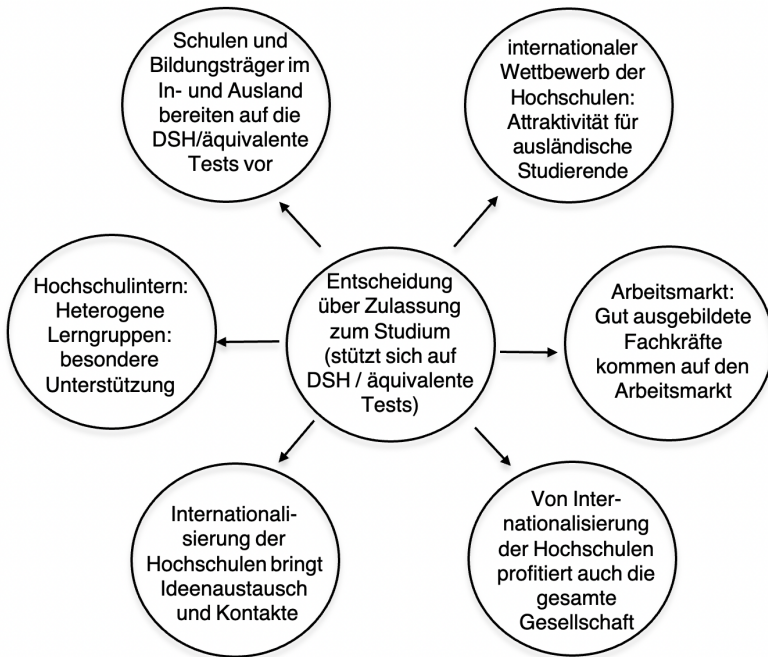 Schulen und
Bildungsträger im
In- und Ausland
bereiten auf die
DSH/äquivalente
Tests vor
internationaler
Wettbewerb der
Hochschulen:
Attraktivität für
ausländische
Studierende
Hochschulintern:
Heterogene
Lerngruppen:
besondere
Unterstützung
Entscheidung
über Zulassung
zum Studium
(stützt sich auf
DSH / äquivalente
Tests)
Arbeitsmarkt:
Gut ausgebildete
Fachkräfte
kommen auf den
Arbeitsmarkt
Internationali-
sierung der
Hochschulen bringt
Ideenaustausch
und Kontakte
Von Inter-
nationalisierung
der Hochschulen
profitiert auch die
gesamte
Gesellschaft